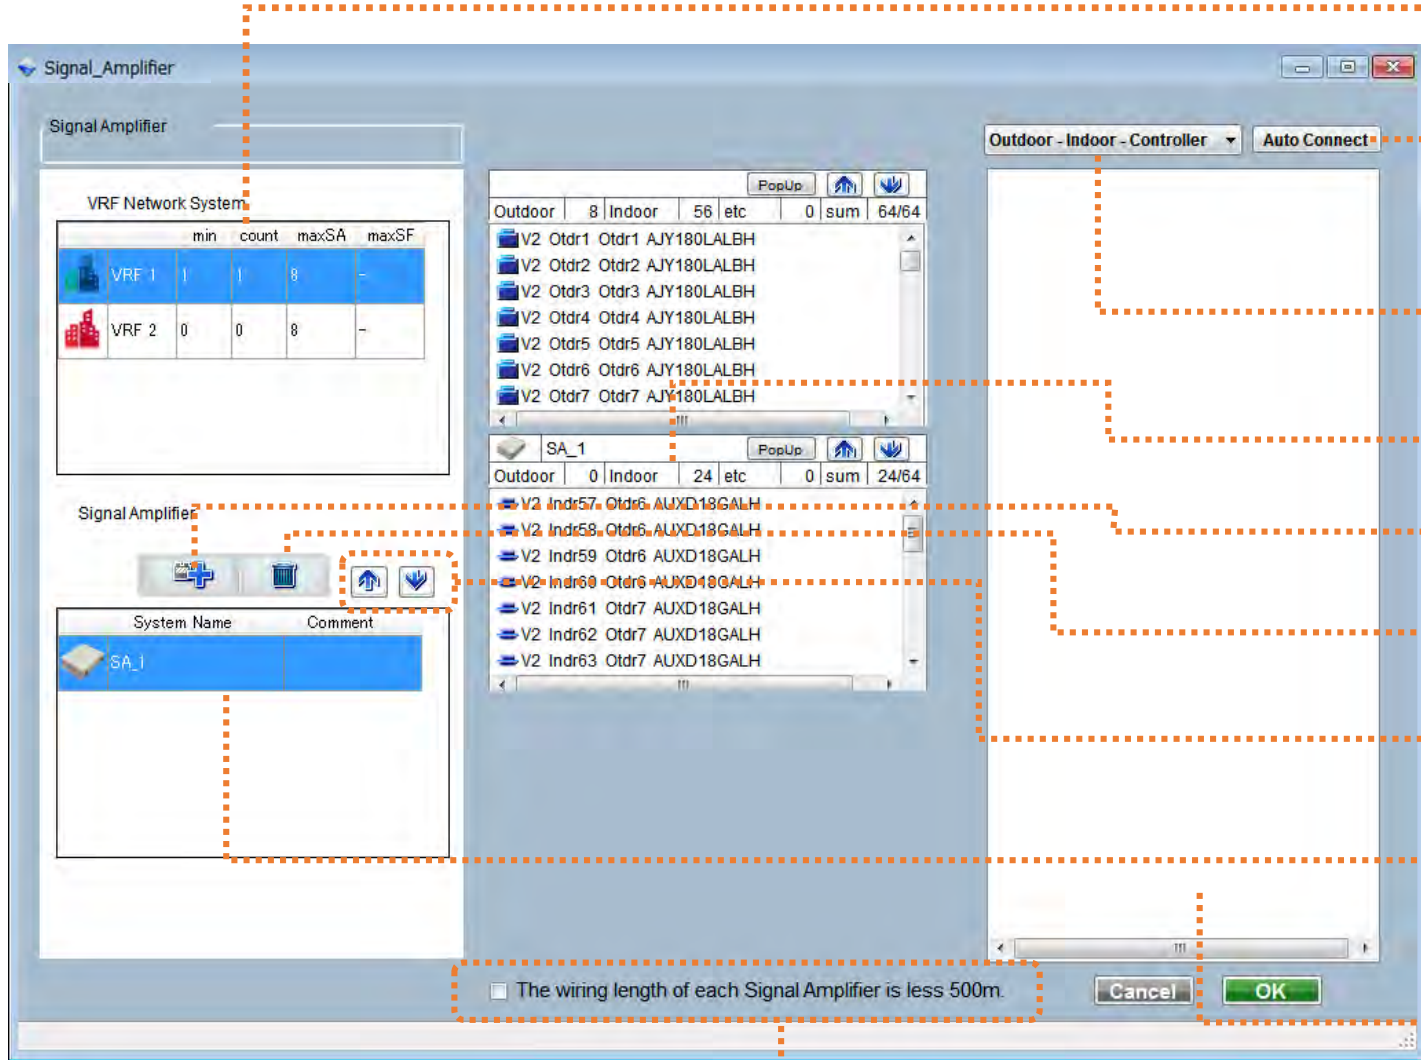 Signal_Amplifier
Signal Amplifier
Outdoor - Indoor - Controller
Auto Connect
VRF Network System
min count maxSA maxSF
VRF 1 1 1 8 -
VRF 2 0 0 8 -
PopUp
Outdoor 8 Indoor 56 etc 0 sum 64/64
V2 Otdr1 Otdr1 AJY180LALBH
V2 Otdr2 Otdr2 AJY180LALBH
V2 Otdr3 Otdr3 AJY180LALBH
V2 Otdr4 Otdr4 AJY180LALBH
V2 Otdr5 Otdr5 AJY180LALBH
V2 Otdr6 Otdr6 AJY180LALBH
V2 Otdr7 Otdr7 AJY180LALBH
SA_1 PopUp
Outdoor 0 Indoor 24 etc 0 sum 24/64
V2 Indr57 Otdr6 AUXD18GALH
V2 Indr58 Otdr6 AUXD18GALH
V2 Indr59 Otdr6 AUXD18GALH
V2 Indr60 Otdr6 AUXD18GALH
V2 Indr61 Otdr7 AUXD18GALH
V2 Indr62 Otdr7 AUXD18GALH
V2 Indr63 Otdr7 AUXD18GALH
Signal Amplifier
System Name Comment
SA_1
The wiring length of each Signal Amplifier is less 500m.
Cancel
OK